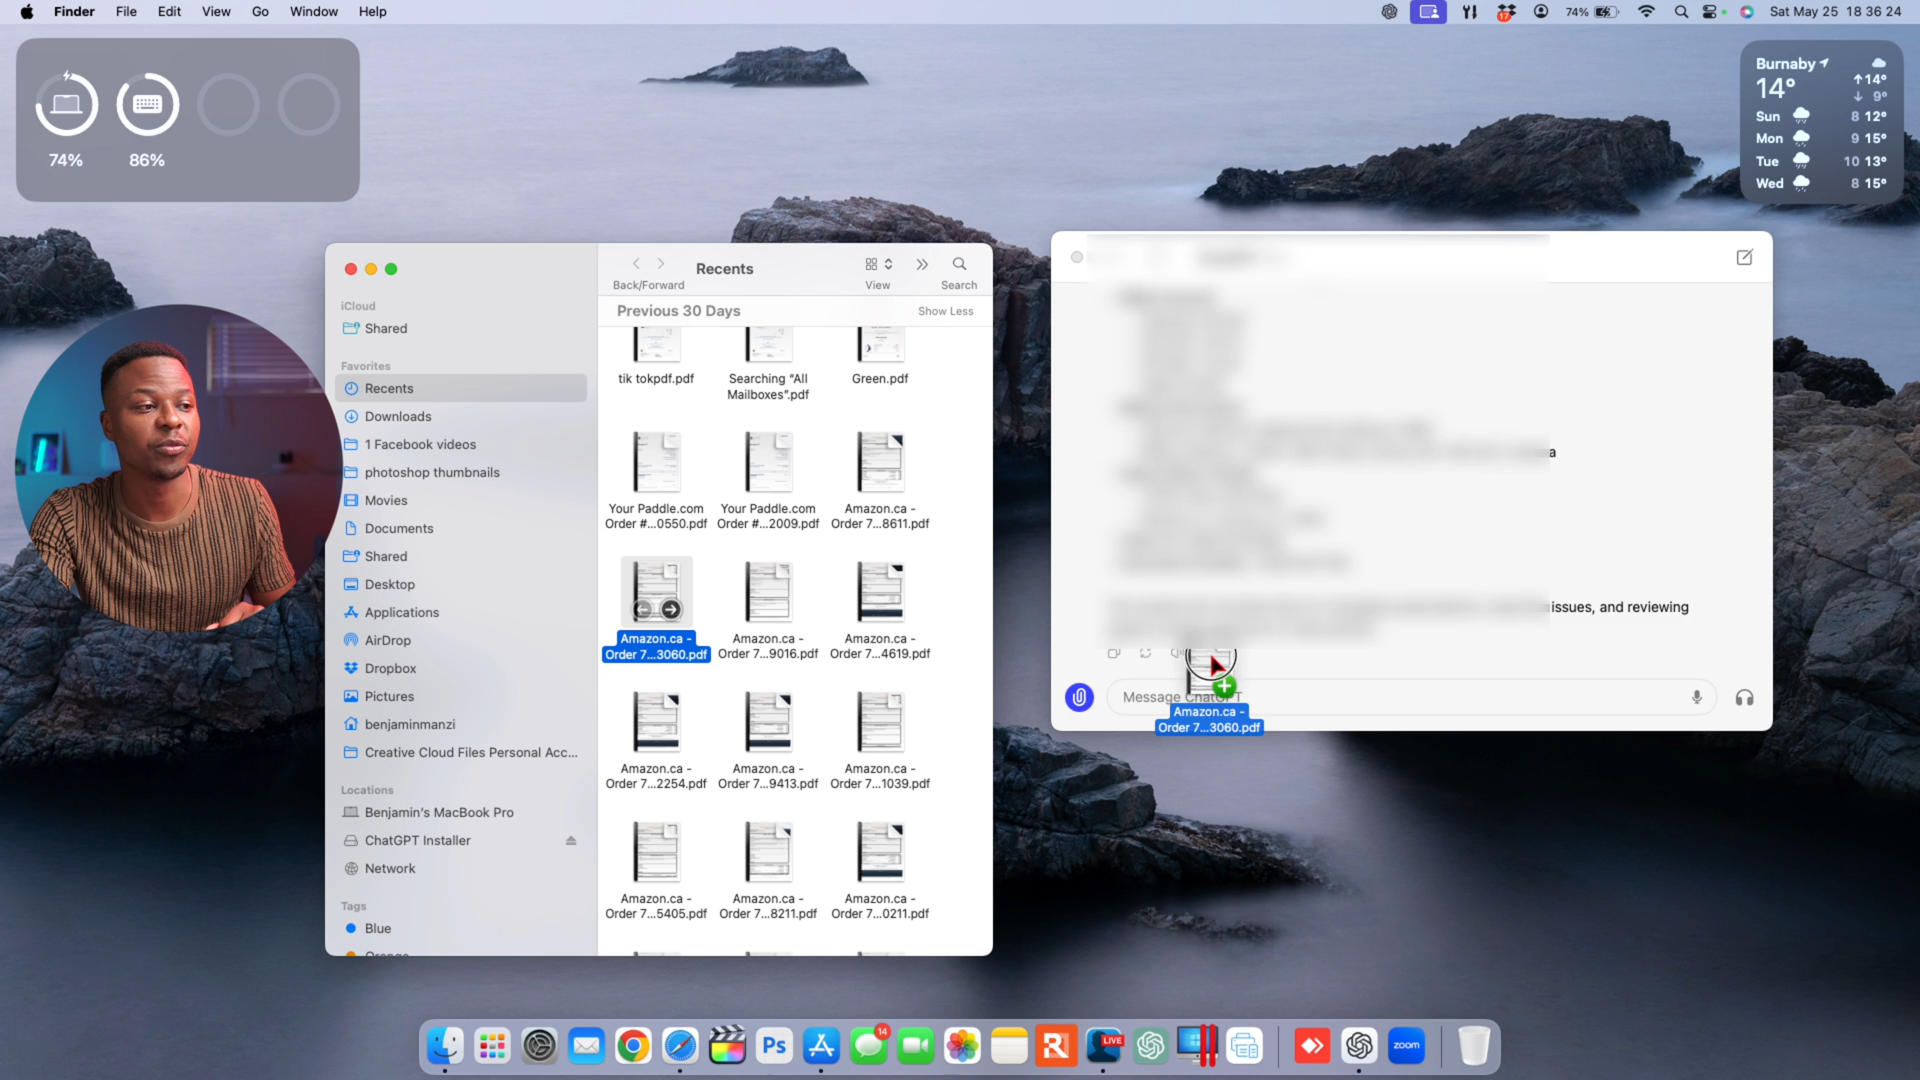 Finder File Edit View Go Window Help
17
74%
Sat May 25 18 36 24
74%
86%
Burnaby
14°
14°
9°
Sun 8 12°
Mon 9 15°
Tue 10 13°
Wed 8 15°
iCloud
Shared
Favorites
Recents
Downloads
1 Facebook videos
photoshop thumbnails
Movies
Documents
Shared
Desktop
Applications
AirDrop
Dropbox
Pictures
benjaminmanzi
Creative Cloud Files Personal Acc...
Locations
Benjamin's MacBook Pro
ChatGPT Installer
Network
Tags
Blue
Orange
Recents
Back/Forward
View
Search
Previous 30 Days
Show Less
tik tokpdf.pdf
Searching “All
Mailboxes”.pdf
Green.pdf
Your Paddle.com
Order #...0550.pdf
Your Paddle.com
Order #...2009.pdf
Amazon.ca -
Order 7...8611.pdf
Amazon.ca -
Order 7...3060.pdf
Amazon.ca -
Order 7...9016.pdf
Amazon.ca -
Order 7...4619.pdf
Amazon.ca -
Order 7...2254.pdf
Amazon.ca -
Order 7...9413.pdf
Amazon.ca -
Order 7...1039.pdf
Amazon.ca -
Order 7...5405.pdf
Amazon.ca -
Order 7...8211.pdf
Amazon.ca -
Order 7...0211.pdf
a
issues, and reviewing
Message ChatGPT
Amazon.ca -
Order 7...3060.pdf
Ps
14
LIVE
zoom